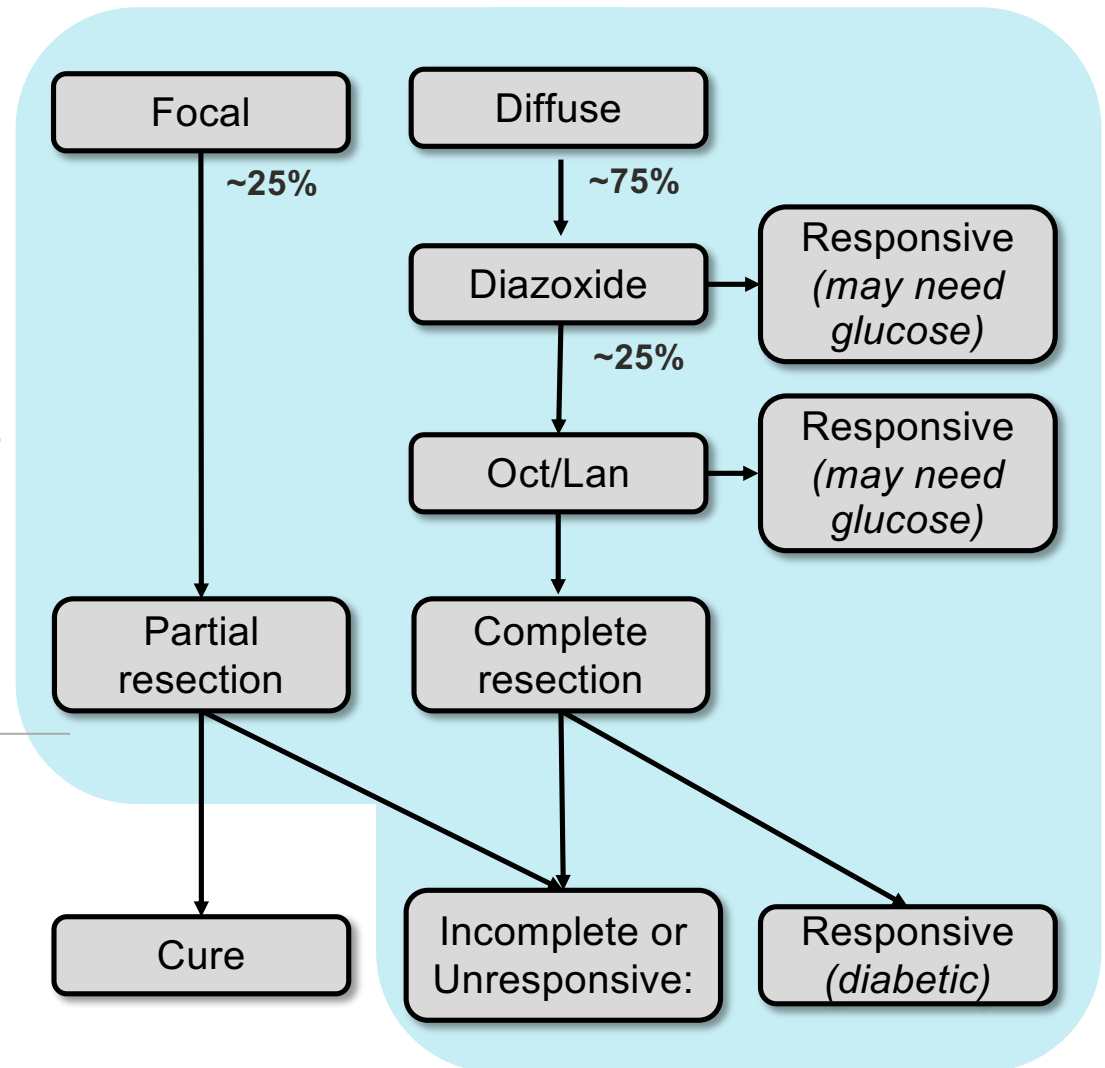 Focal
Diffuse
~25%
~75%
Diazoxide
Responsive
(may need
glucose)
~25%
Oct/Lan
Responsive
(may need
glucose)
Partial
resection
Complete
resection
Cure
Incomplete or
Unresponsive:
Responsive
(diabetic)